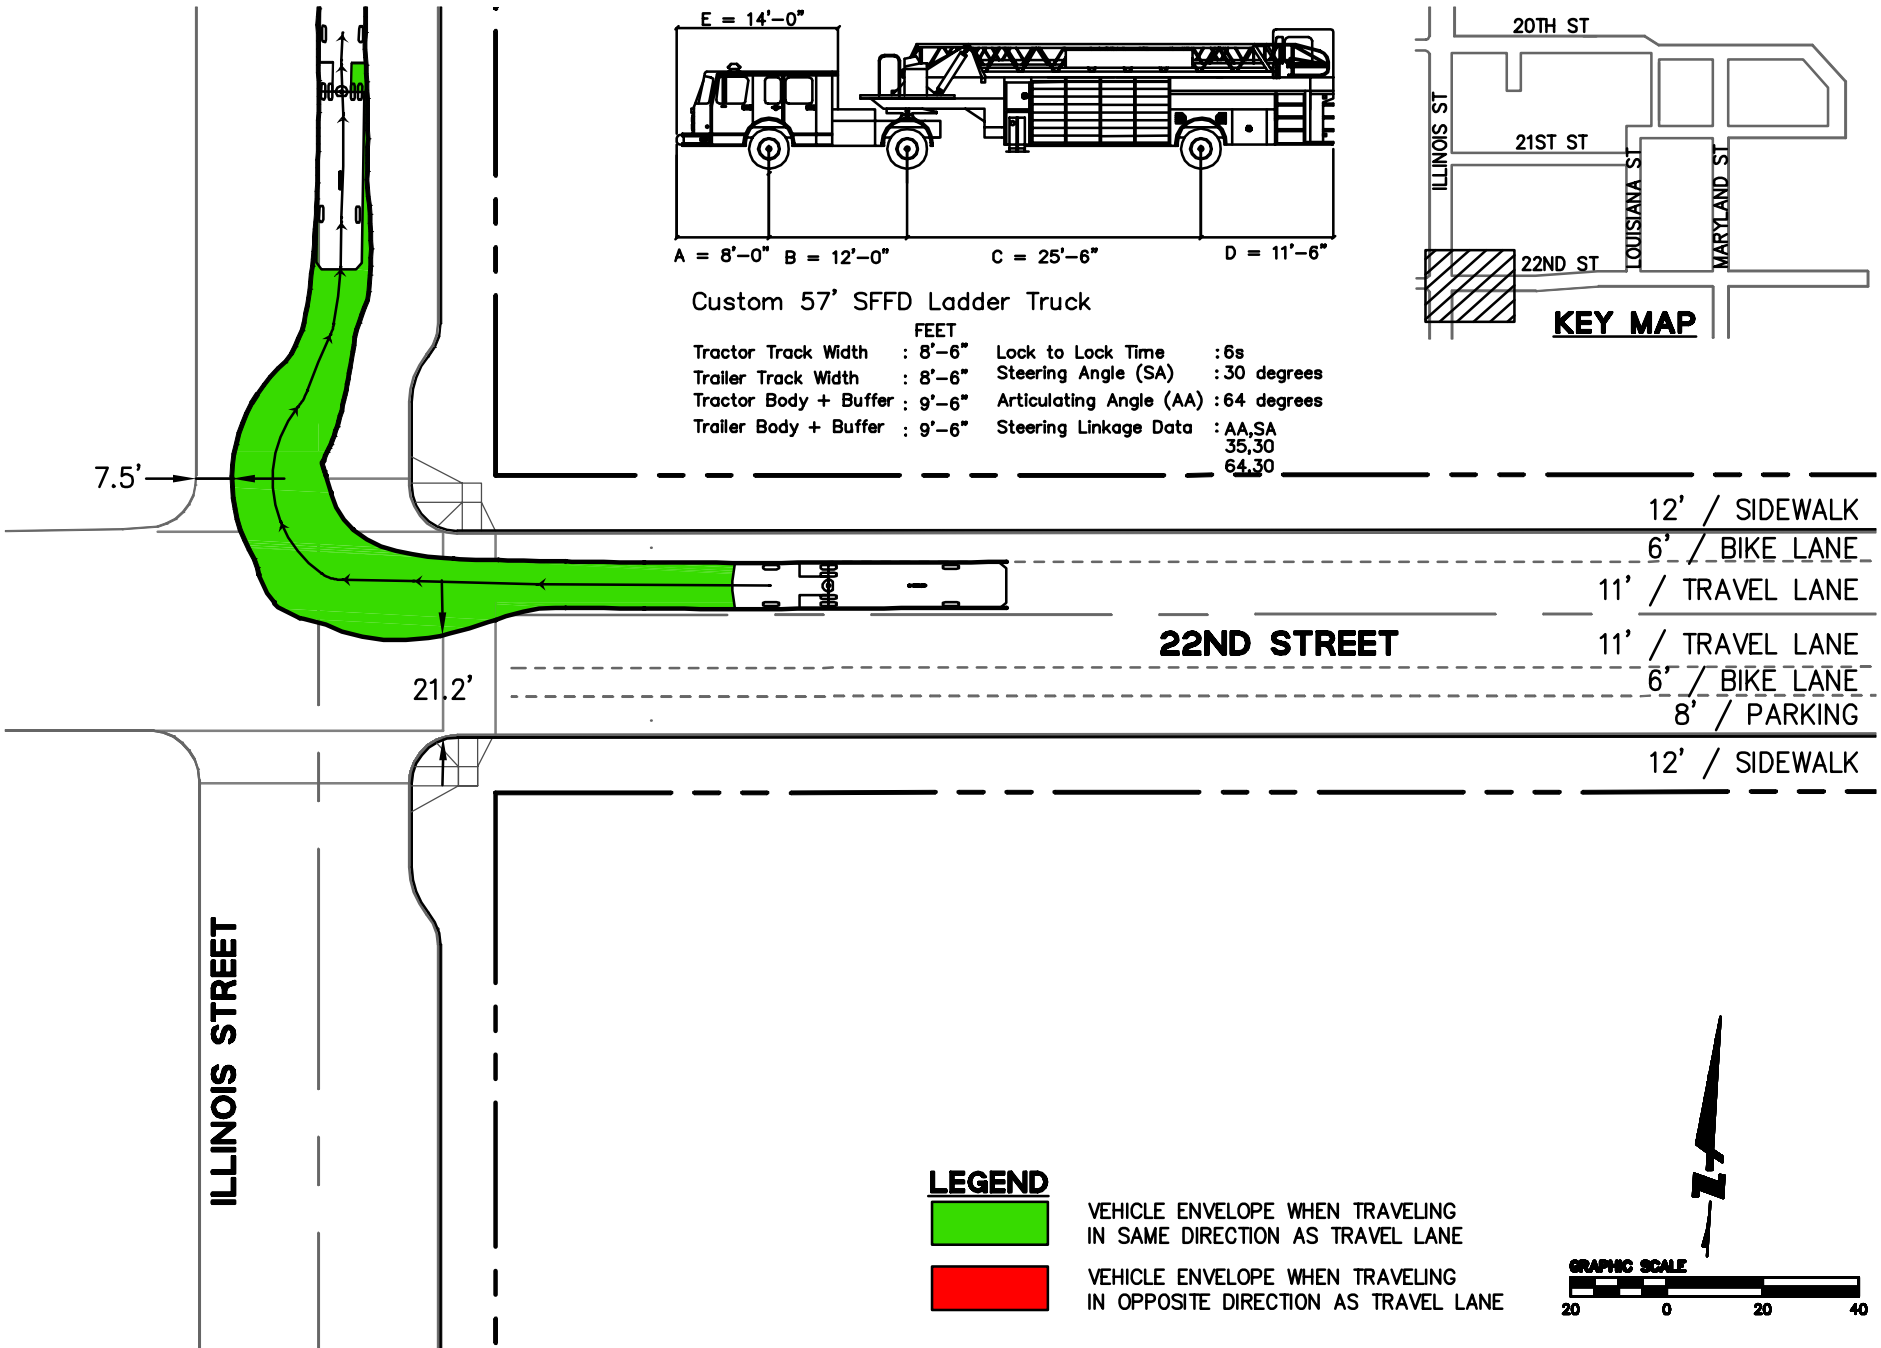 E = 14'-0"
A = 8'-0"
B = 12'-0"
C = 25'-6"
D = 11'-6"
Custom 57' SFFD Ladder Truck
FEET
Tractor Track Width : 8'-6"
Trailer Track Width : 8'-6"
Tractor Body + Buffer : 9'-6"
Trailer Body + Buffer : 9'-6"
Lock to Lock Time : 6s
Steering Angle (SA) : 30 degrees
Articulating Angle (AA) : 64 degrees
Steering Linkage Data : AA,SA
35,30
64,30
20TH ST
ILLINOIS ST
21ST ST
LOUISIANA ST
MARYLAND ST
22ND ST
KEY MAP
7.5'
21.2'
12' / SIDEWALK
6' / BIKE LANE
11' / TRAVEL LANE
22ND STREET
11' / TRAVEL LANE
6' / BIKE LANE
8' / PARKING
12' / SIDEWALK
ILLINOIS STREET
LEGEND
VEHICLE ENVELOPE WHEN TRAVELING
IN SAME DIRECTION AS TRAVEL LANE
VEHICLE ENVELOPE WHEN TRAVELING
IN OPPOSITE DIRECTION AS TRAVEL LANE
N
GRAPHIC SCALE
20 0 20 40